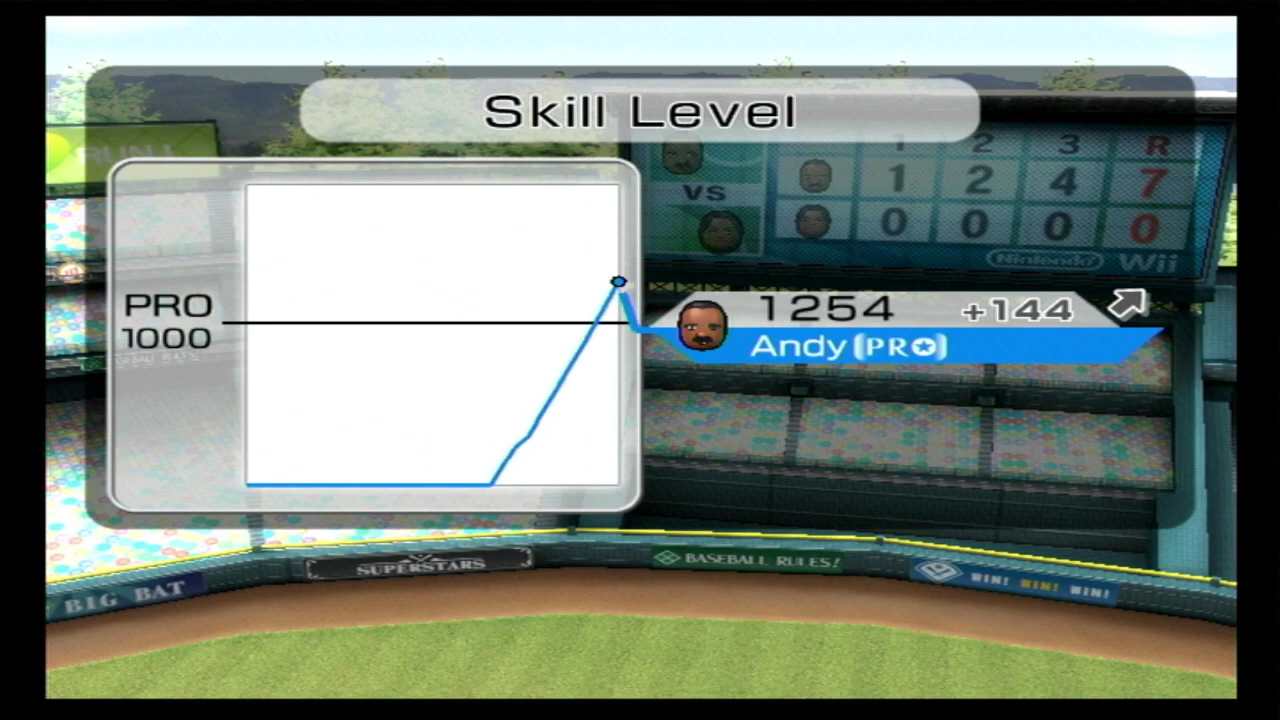 Skill Level
RUN!
1 2 3 R
VS
1 2 4 7
0 0 0 0
Nintendo Wii
PRO
1000
1254 +144
Andy (PRO)
SUPERSTARS
BASEBALL RULES!
BIG BAT
WIN! WIN! WIN!